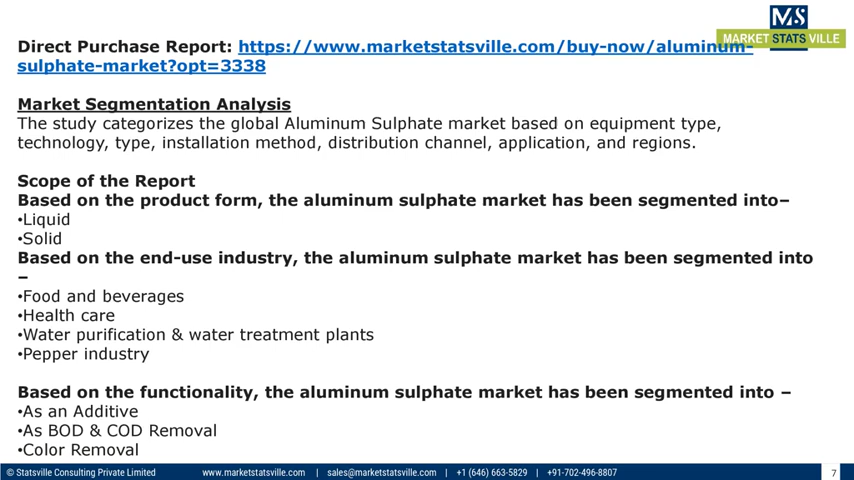 MS
MARKET STATS VILLE
Direct Purchase Report: https://www.marketstatsville.com/buy-now/aluminum-
sulphate-market?opt=3338
Market Segmentation Analysis
The study categorizes the global Aluminum Sulphate market based on equipment type,
technology, type, installation method, distribution channel, application, and regions.
Scope of the Report
Based on the product form, the aluminum sulphate market has been segmented into–
•Liquid
•Solid
Based on the end-use industry, the aluminum sulphate market has been segmented into
–
•Food and beverages
•Health care
•Water purification & water treatment plants
•Pepper industry
Based on the functionality, the aluminum sulphate market has been segmented into –
•As an Additive
•As BOD & COD Removal
•Color Removal
© Statsville Consulting Private Limited www.marketstatsville.com | sales@marketstatsville.com | +1 (646) 663-5829 | +91-702-496-8807
7